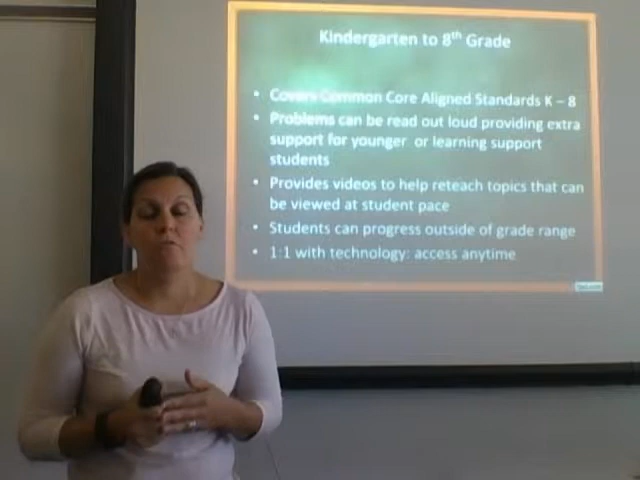 Kindergarten to 8th Grade
• Covers Common Core Aligned Standards K – 8
• Problems can be read out loud providing extra
support for younger or learning support
students
• Provides videos to help reteach topics that can
be viewed at student pace
• Students can progress outside of grade range
• 1:1 with technology: access anytime